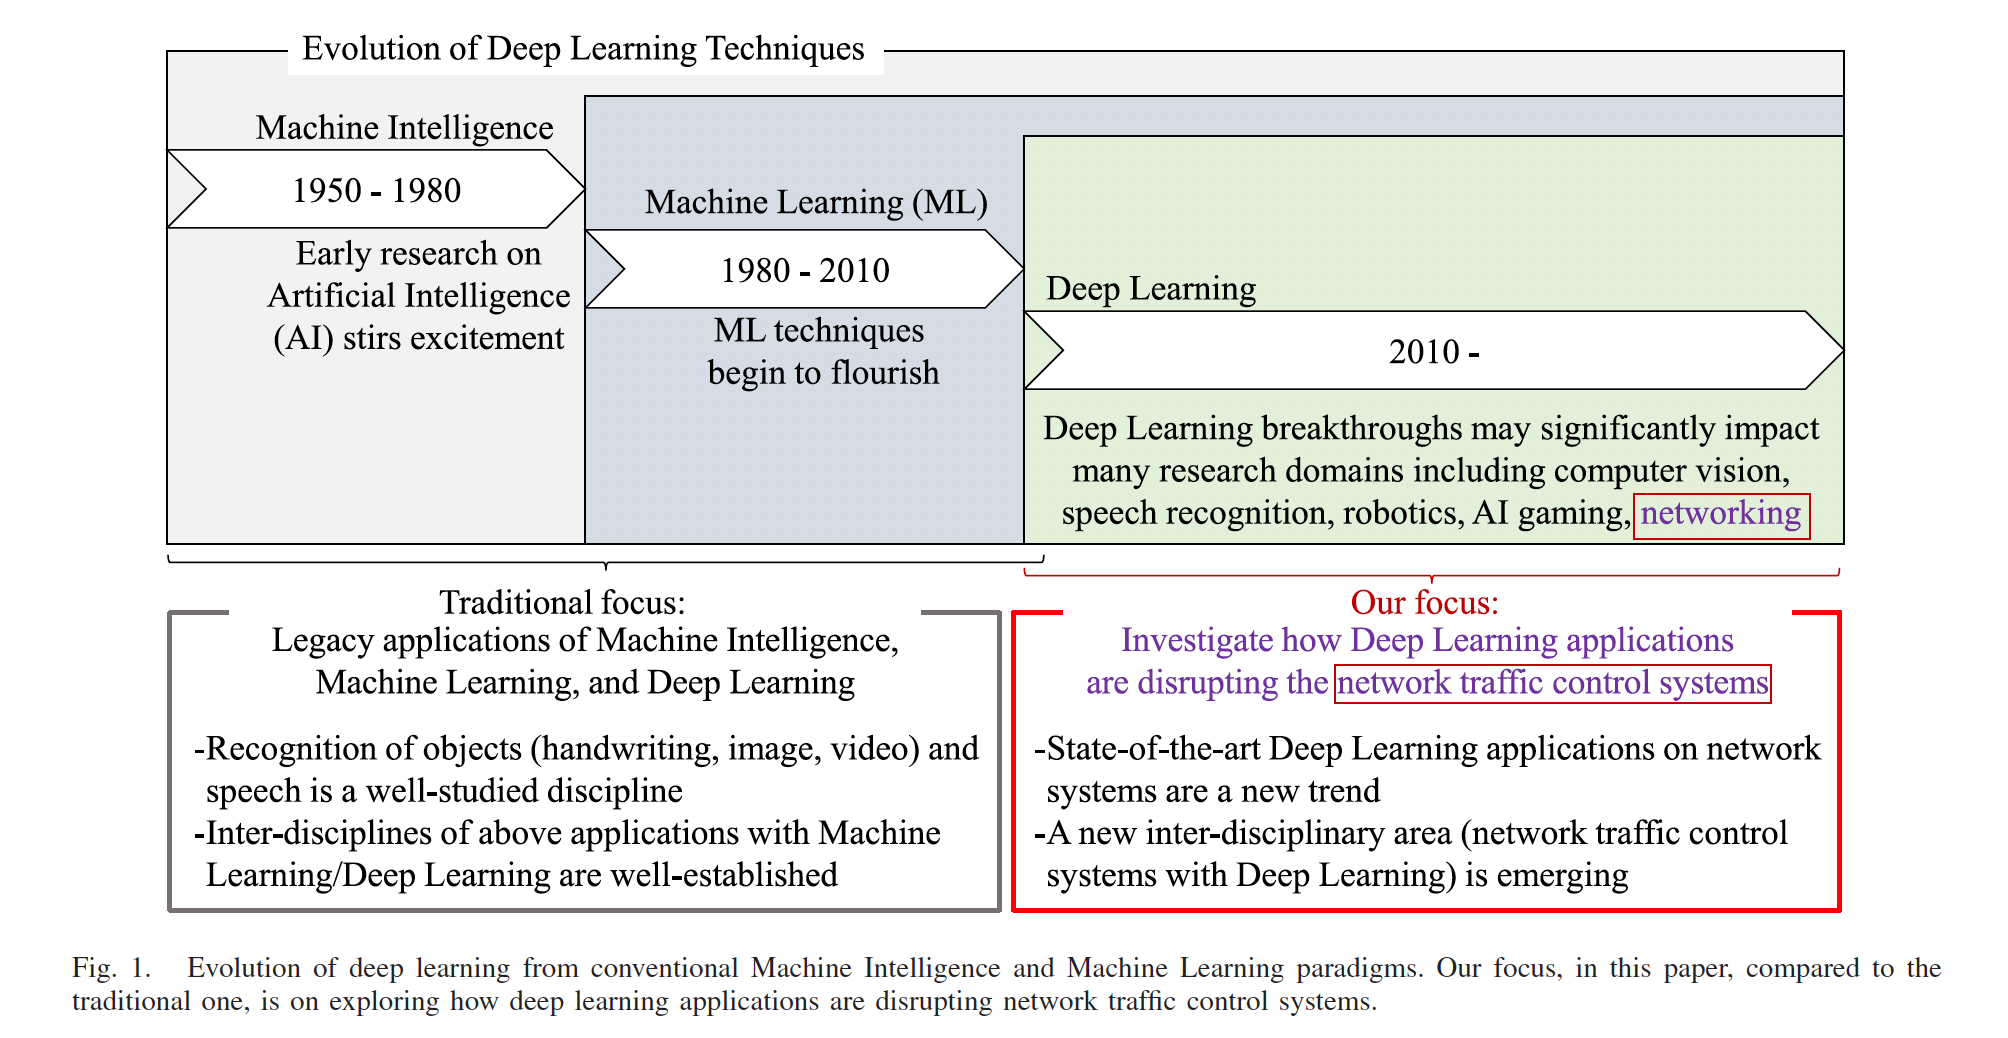 Evolution of Deep Learning Techniques
Machine Intelligence
1950 - 1980
Early research on
Artificial Intelligence
(AI) stirs excitement
Machine Learning (ML)
1980 - 2010
ML techniques
begin to flourish
Deep Learning
2010 -
Deep Learning breakthroughs may significantly impact
many research domains including computer vision,
speech recognition, robotics, AI gaming, networking
Traditional focus:
Legacy applications of Machine Intelligence,
Machine Learning, and Deep Learning
-Recognition of objects (handwriting, image, video) and
speech is a well-studied discipline
-Inter-disciplines of above applications with Machine
Learning/Deep Learning are well-established
Our focus:
Investigate how Deep Learning applications
are disrupting the network traffic control systems
-State-of-the-art Deep Learning applications on network
systems are a new trend
-A new inter-disciplinary area (network traffic control
systems with Deep Learning) is emerging
Fig. 1. Evolution of deep learning from conventional Machine Intelligence and Machine Learning paradigms. Our focus, in this paper, compared to the
traditional one, is on exploring how deep learning applications are disrupting network traffic control systems.